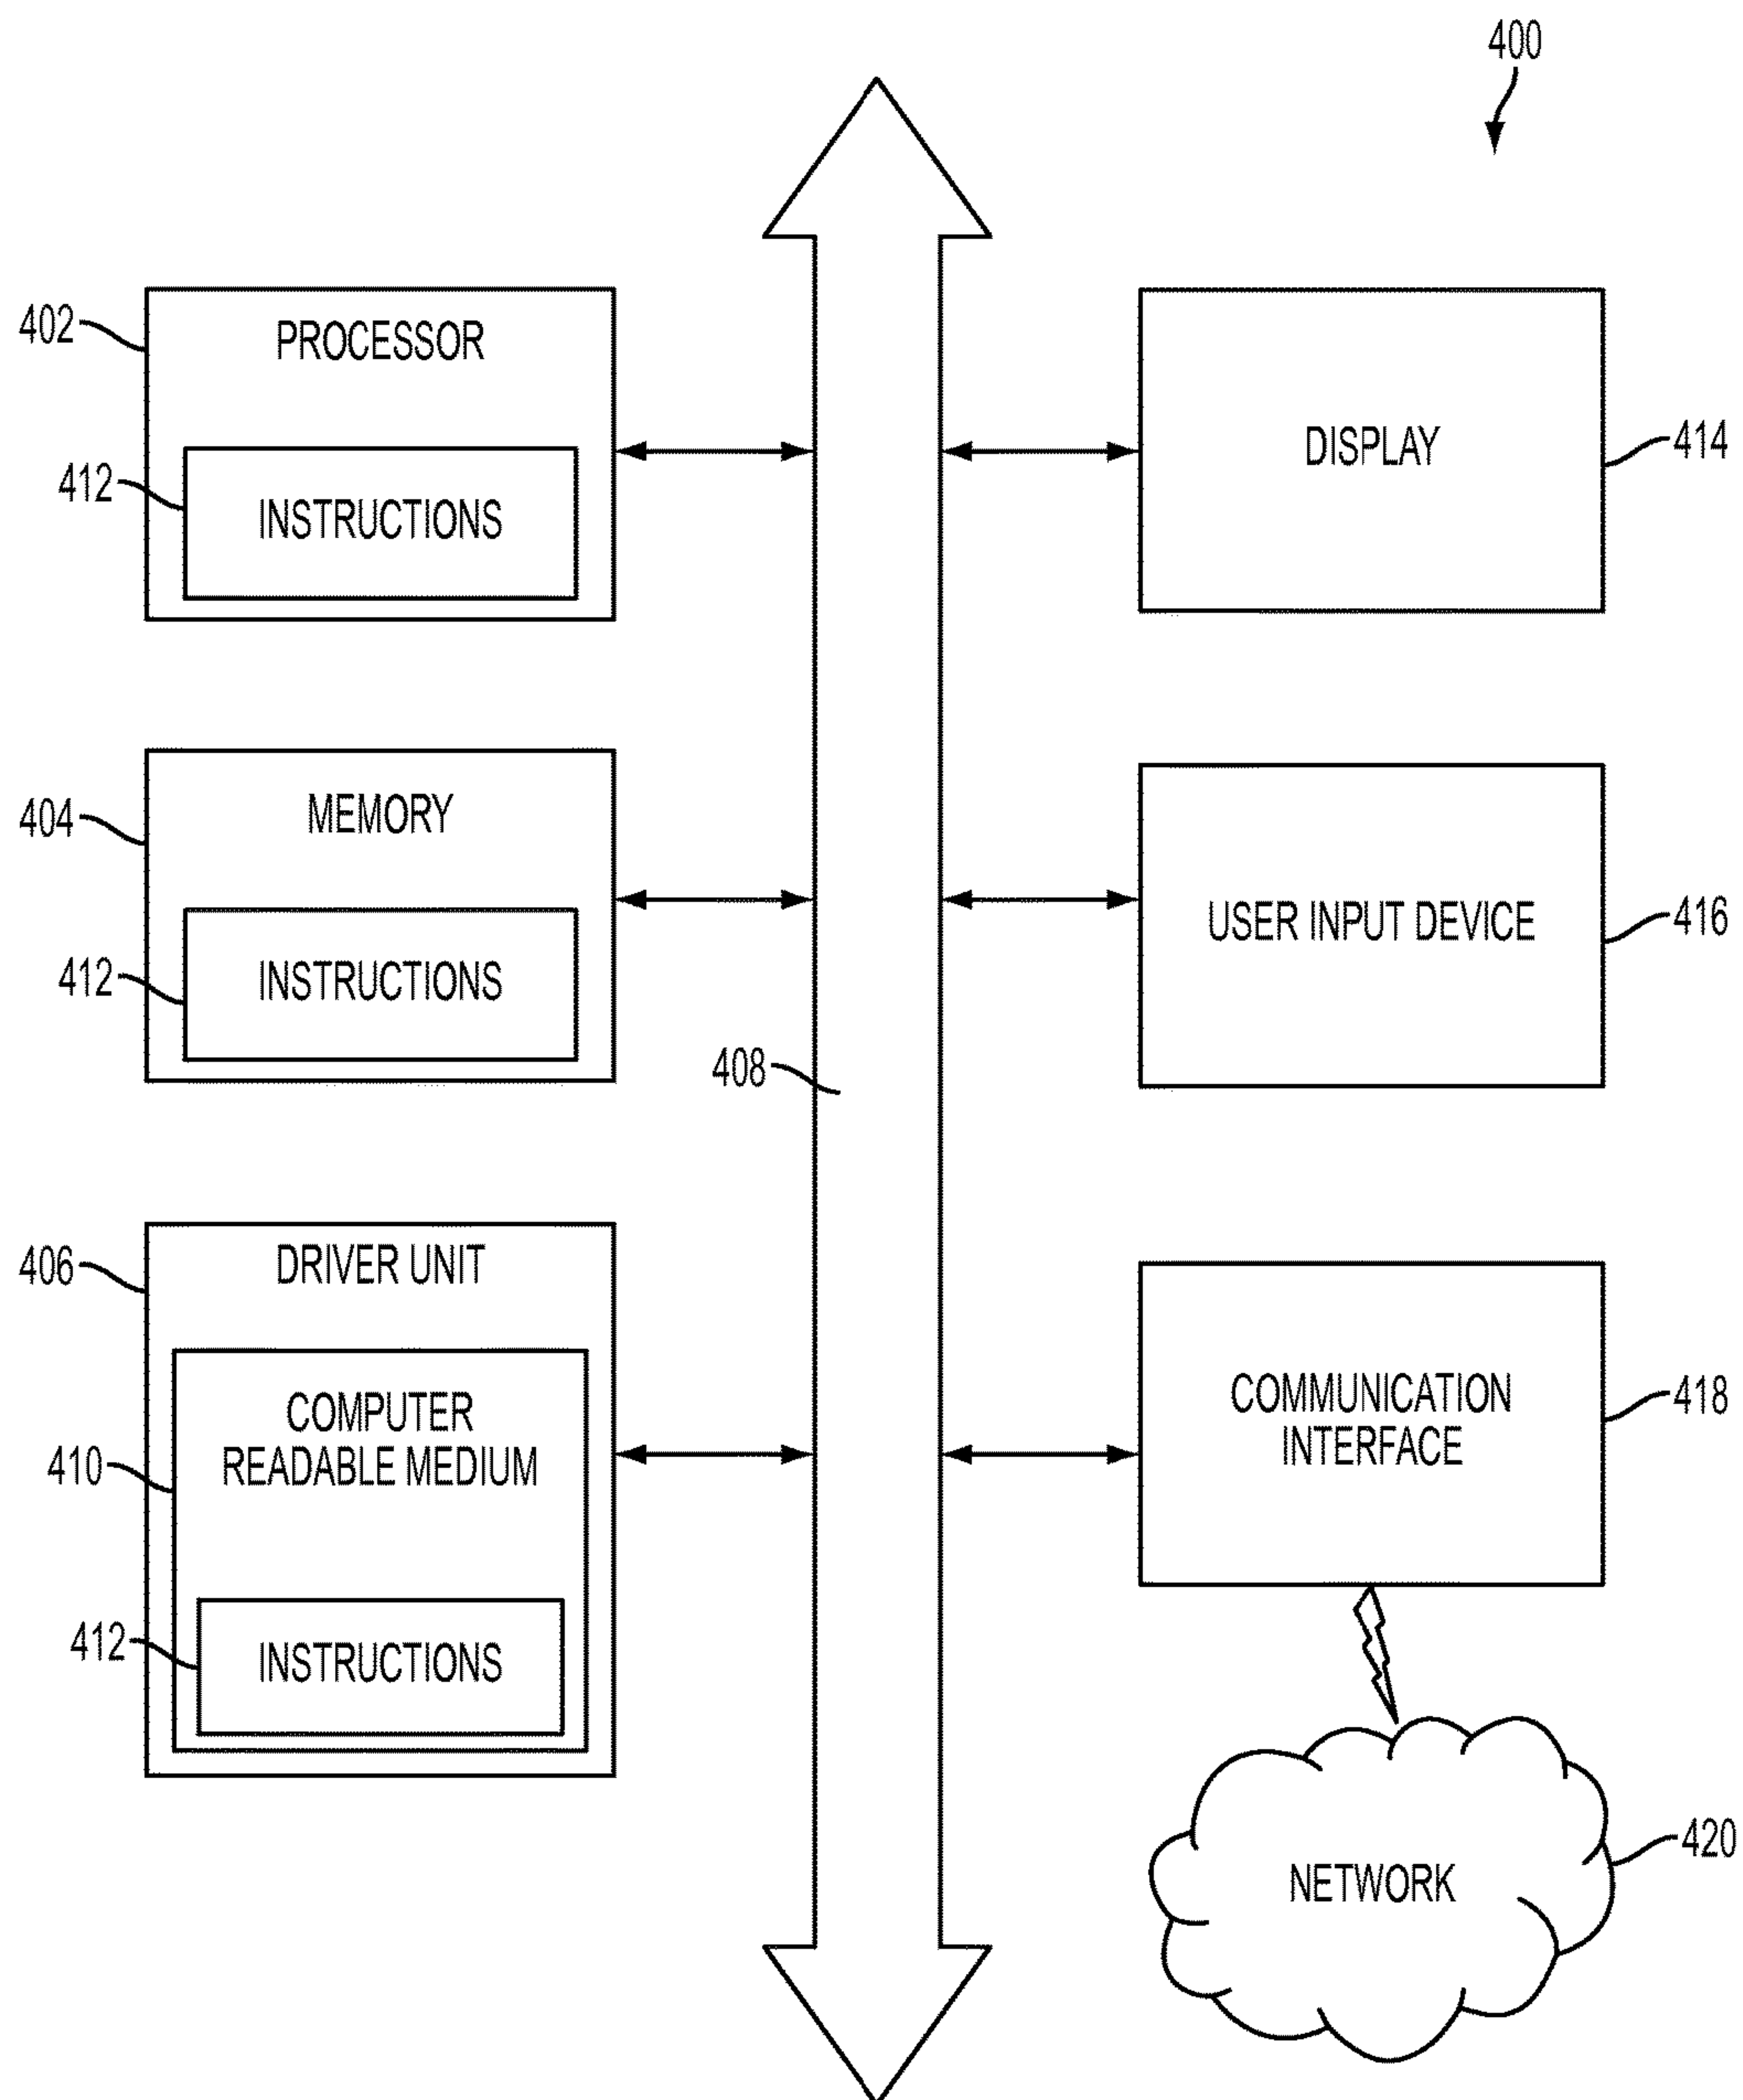 400
402
PROCESSOR
412
INSTRUCTIONS
404
MEMORY
412
INSTRUCTIONS
406
DRIVER UNIT
410
COMPUTER
READABLE MEDIUM
412
INSTRUCTIONS
408
DISPLAY
414
USER INPUT DEVICE
416
COMMUNICATION
INTERFACE
418
NETWORK
420